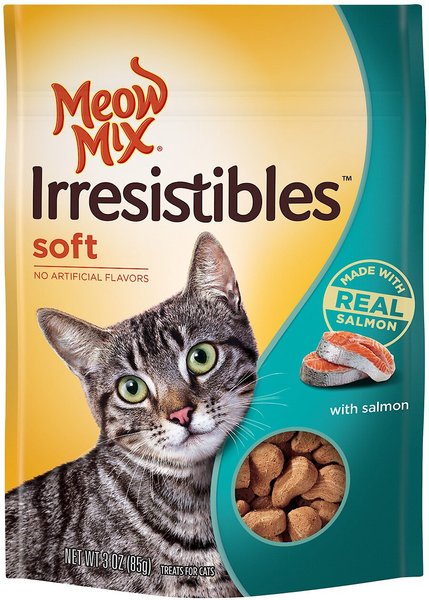 Meow
Mix®
Irresistibles™
soft
NO ARTIFICIAL FLAVORS
MADE WITH
REAL
SALMON
with salmon
NET WT 3 OZ (85g) TREATS FOR CATS